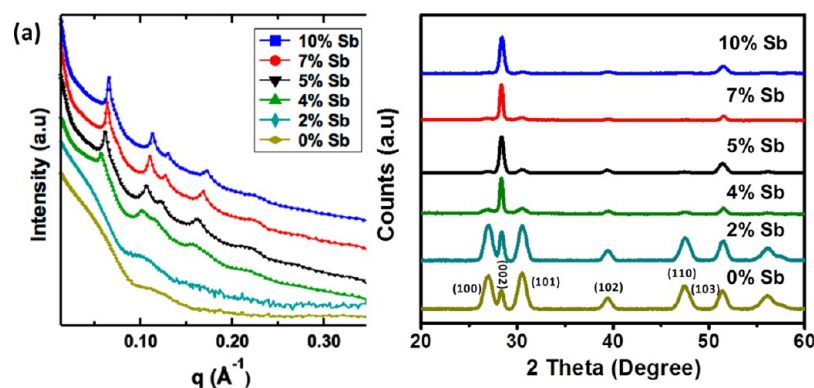 (a)
Intensity (a.u)
10% Sb
7% Sb
5% Sb
4% Sb
2% Sb
0% Sb
0.10 0.20 0.30
q (Å⁻¹)
Counts (a.u)
10% Sb
7% Sb
5% Sb
4% Sb
2% Sb
0% Sb
(100) (002) (101) (102) (110) (103)
20 30 40 50 60
2 Theta (Degree)